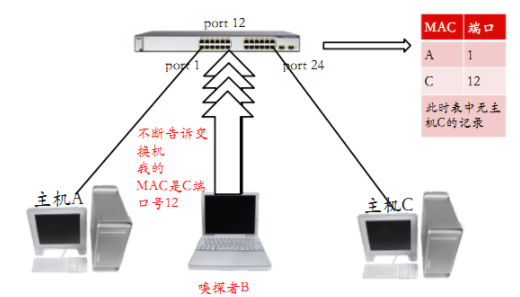 port 12
port 1
port 24
MAC 端口
A 1
C 12
此时表中无主
机C的记录
不断告诉交
换机
我的
MAC是C端
口号12
主机A
主机C
嗅探者B